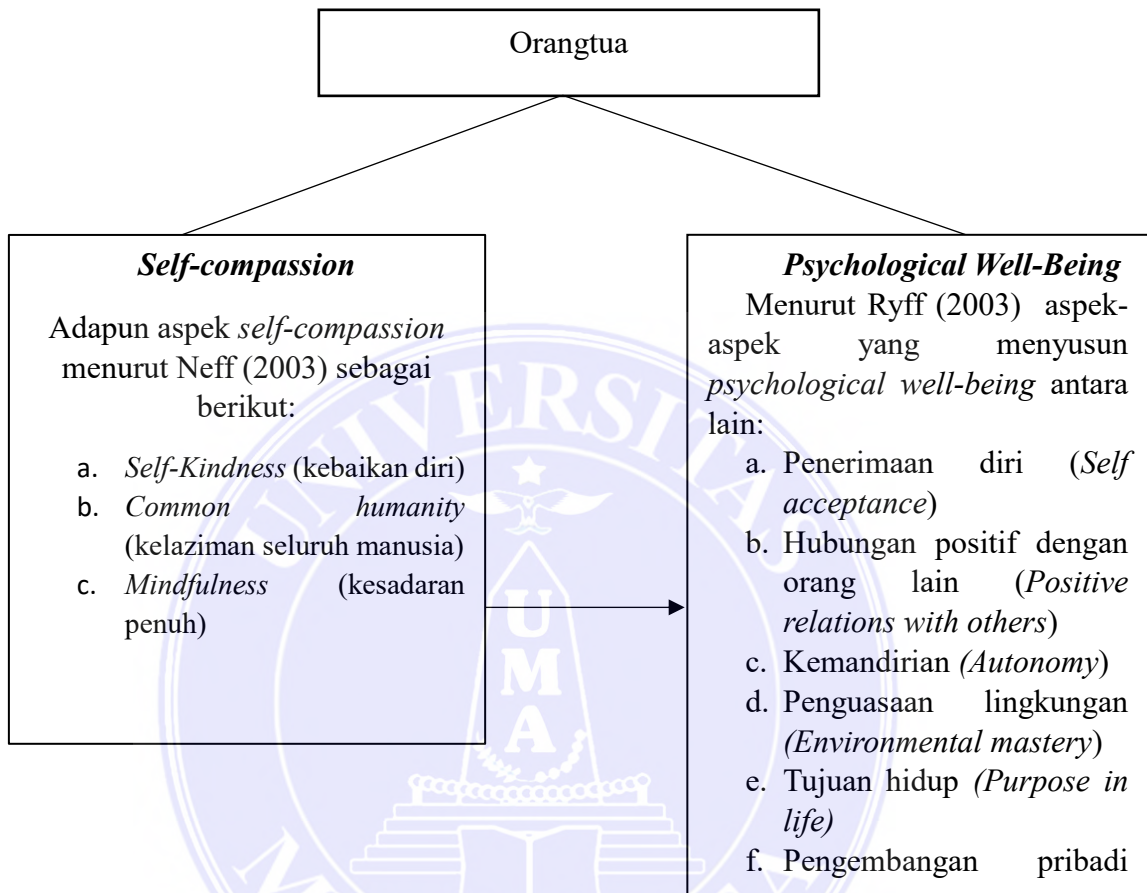 Orangtua
Self-compassion
Adapun aspek self-compassion
menurut Neff (2003) sebagai
berikut:
a. Self-Kindness (kebaikan diri)
b. Common humanity
(kelaziman seluruh manusia)
c. Mindfulness (kesadaran
penuh)
Psychological Well-Being
Menurut Ryff (2003) aspek-
aspek yang menyusun
psychological well-being antara
lain:
a. Penerimaan diri (Self
acceptance)
b. Hubungan positif dengan
orang lain (Positive
relations with others)
c. Kemandirian (Autonomy)
d. Penguasaan lingkungan
(Environmental mastery)
e. Tujuan hidup (Purpose in
life)
f. Pengembangan pribadi
UNIVERSITAS
UMA